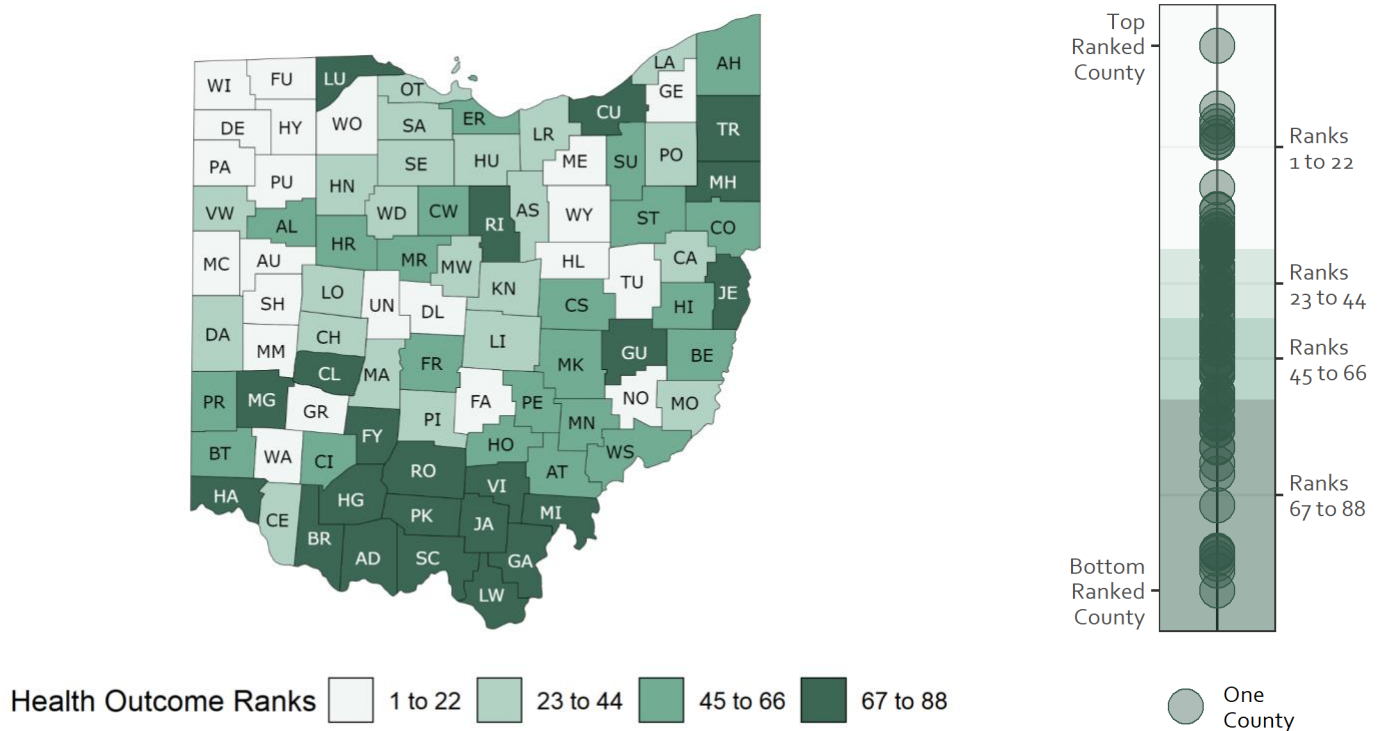 LA
AH
WI
FU
LU
OT
GE
DE
HY
WO
SA
ER
LR
CU
TR
PA
PU
HN
SE
HU
ME
SU
PO
MH
VW
AL
WD
CW
RI
AS
WY
ST
CO
MC
AU
HR
MR
MW
HL
TU
CA
SH
LO
UN
DL
KN
CS
HI
JE
DA
MM
CH
MA
FR
LI
MK
GU
BE
PR
MG
CL
GR
PI
FA
PE
MN
NO
MO
BT
WA
CI
FY
RO
HO
AT
WS
HA
CE
HG
PK
VI
JA
MI
BR
AD
SC
GA
LW
Health Outcome Ranks
1 to 22
23 to 44
45 to 66
67 to 88
Top
Ranked
County
Ranks
1 to 22
Ranks
23 to 44
Ranks
45 to 66
Ranks
67 to 88
Bottom
Ranked
County
One
County